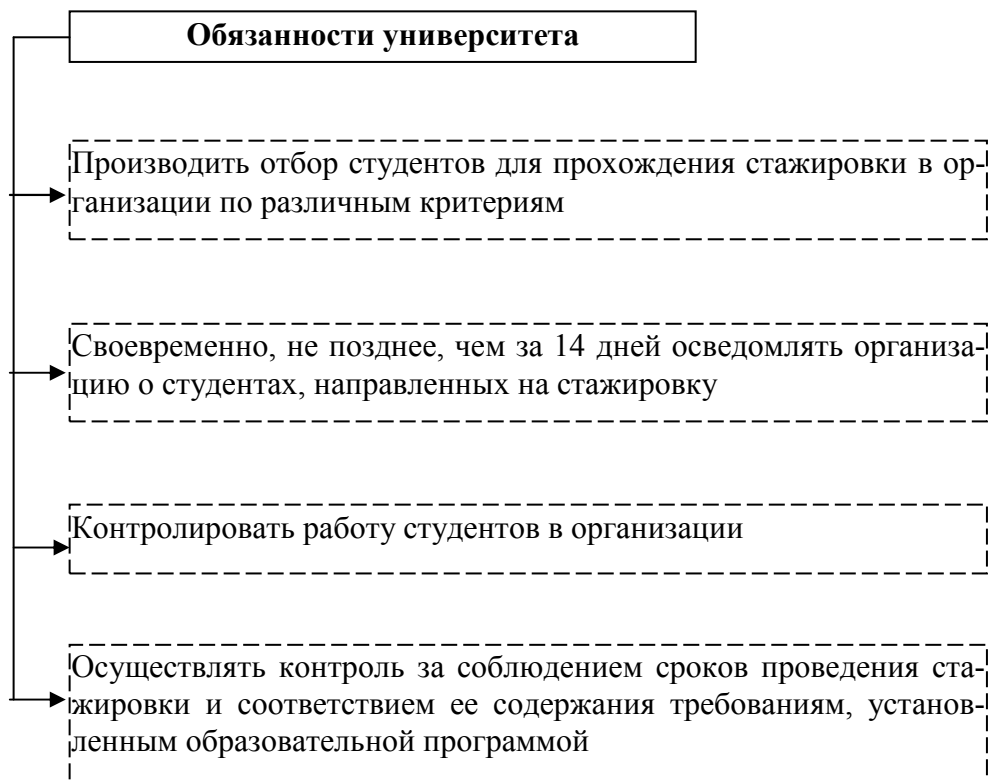 Обязанности университета
Производить отбор студентов для прохождения стажировки в ор-
ганизации по различным критериям
Своевременно, не позднее, чем за 14 дней осведомлять организа-
цию о студентах, направленных на стажировку
Контролировать работу студентов в организации
Осуществлять контроль за соблюдением сроков проведения ста-
жировки и соответствием ее содержания требованиям, установ-
ленным образовательной программой